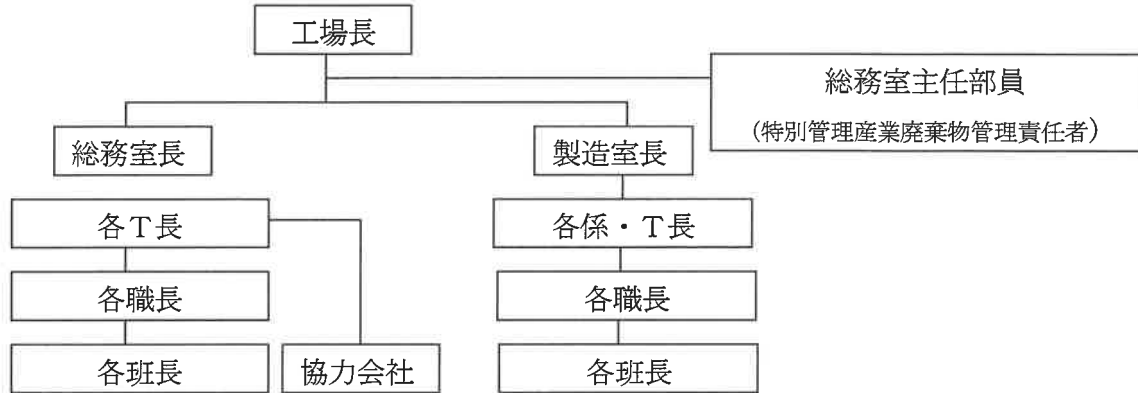 工場長
総務室主任部員
(特別管理産業廃棄物管理責任者)
総務室長
製造室長
各T長
各係・T長
各職長
各職長
各班長
協力会社
各班長